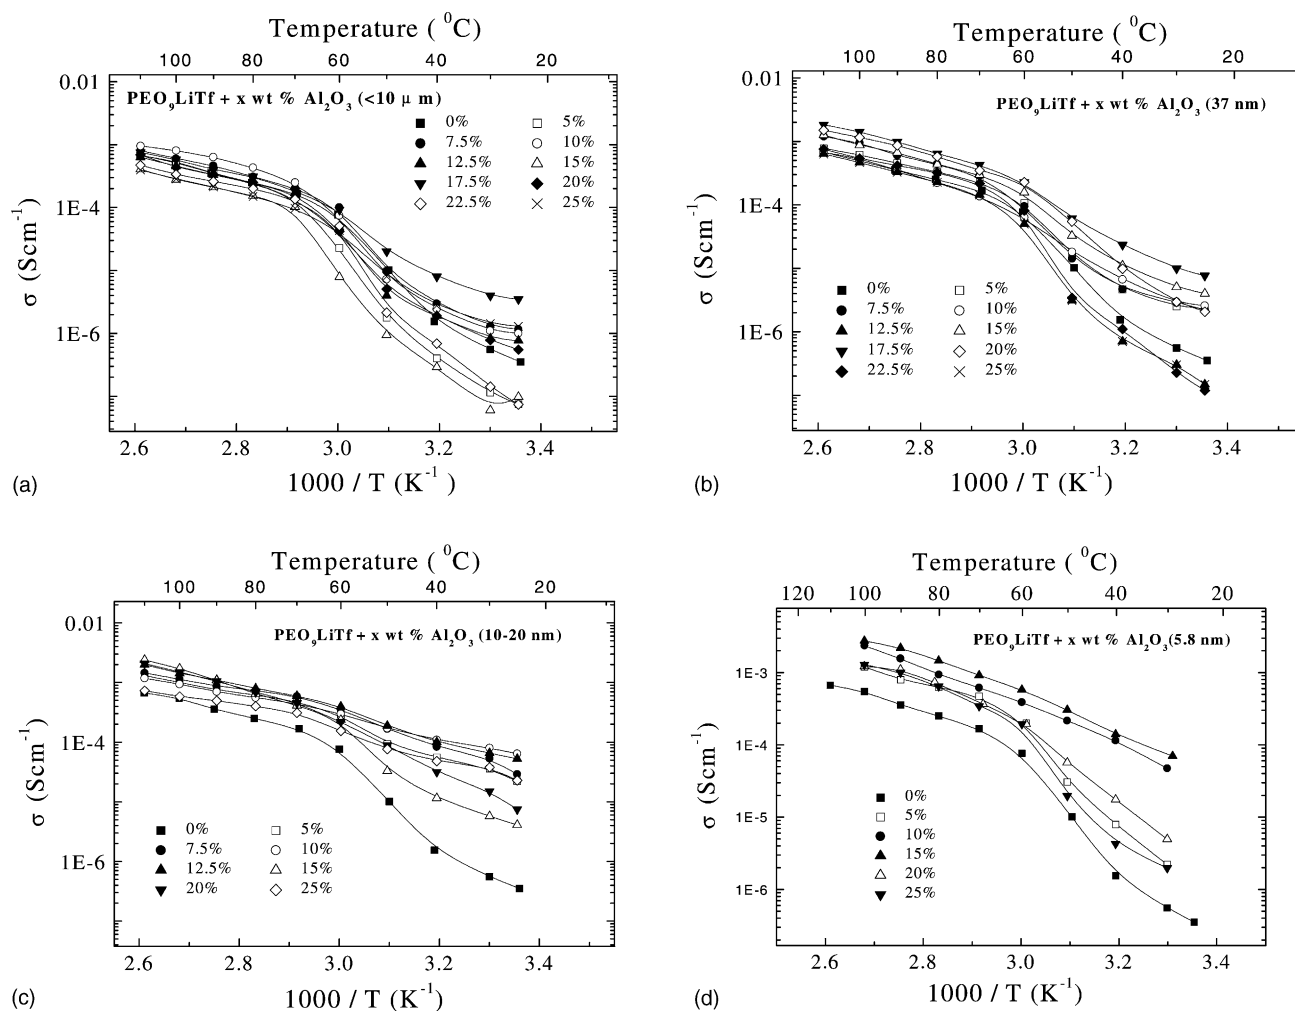 Temperature ( ⁰C)
100 80 60 40 20
0.01
1E-4
1E-6
σ (Scm⁻¹)
PEO₉LiTf + x wt % Al₂O₃ (<10 μ m)
0% 5%
7.5% 10%
12.5% 15%
17.5% 20%
22.5% 25%
2.6 2.8 3.0 3.2 3.4
1000 / T (K⁻¹ )
(a)
Temperature ( ⁰C)
100 80 60 40 20
0.01
1E-4
1E-6
σ (Scm⁻¹)
PEO₉LiTf + x wt % Al₂O₃ (37 nm)
0% 5%
7.5% 10%
12.5% 15%
17.5% 20%
22.5% 25%
2.6 2.8 3.0 3.2 3.4
1000 / T (K⁻¹)
(b)
Temperature ( ⁰C)
100 80 60 40 20
0.01
1E-4
1E-6
σ (Scm⁻¹)
PEO₉LiTf + x wt % Al₂O₃ (10-20 nm)
0% 5%
7.5% 10%
12.5% 15%
20% 25%
2.6 2.8 3.0 3.2 3.4
1000 / T (K⁻¹)
(c)
Temperature ( ⁰C)
120 100 80 60 40 20
1E-3
1E-4
1E-5
1E-6
σ (Scm⁻¹)
PEO₉LiTf + x wt % Al₂O₃(5.8 nm)
0%
5%
10%
15%
20%
25%
2.6 2.8 3.0 3.2 3.4
1000 / T (K⁻¹)
(d)